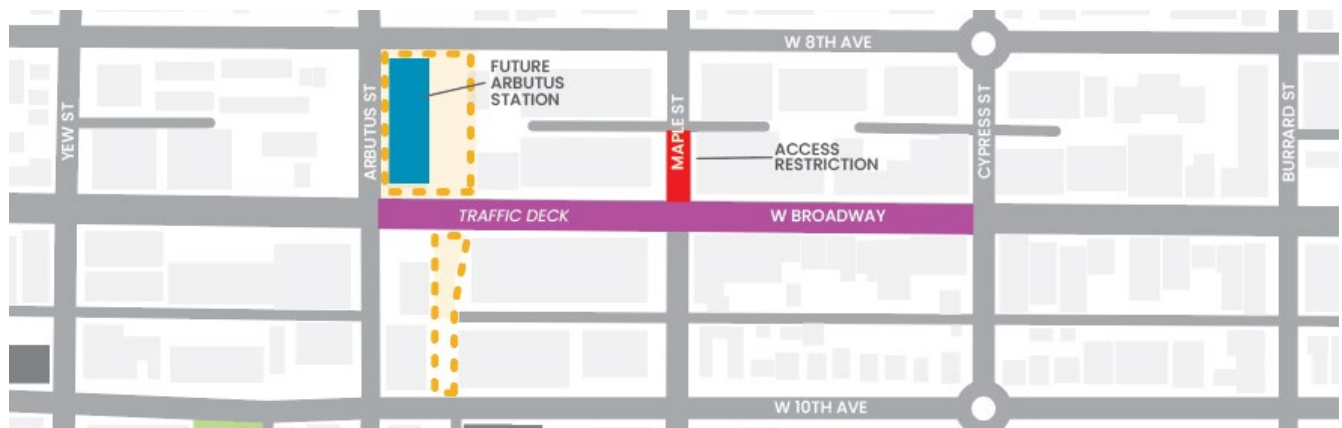 W 8TH AVE
FUTURE
ARBUTUS
STATION
YEW ST
ARBUTUS ST
MAPLE ST
ACCESS
RESTRICTION
CYPRESS ST
BURRARD ST
TRAFFIC DECK
W BROADWAY
W 10TH AVE